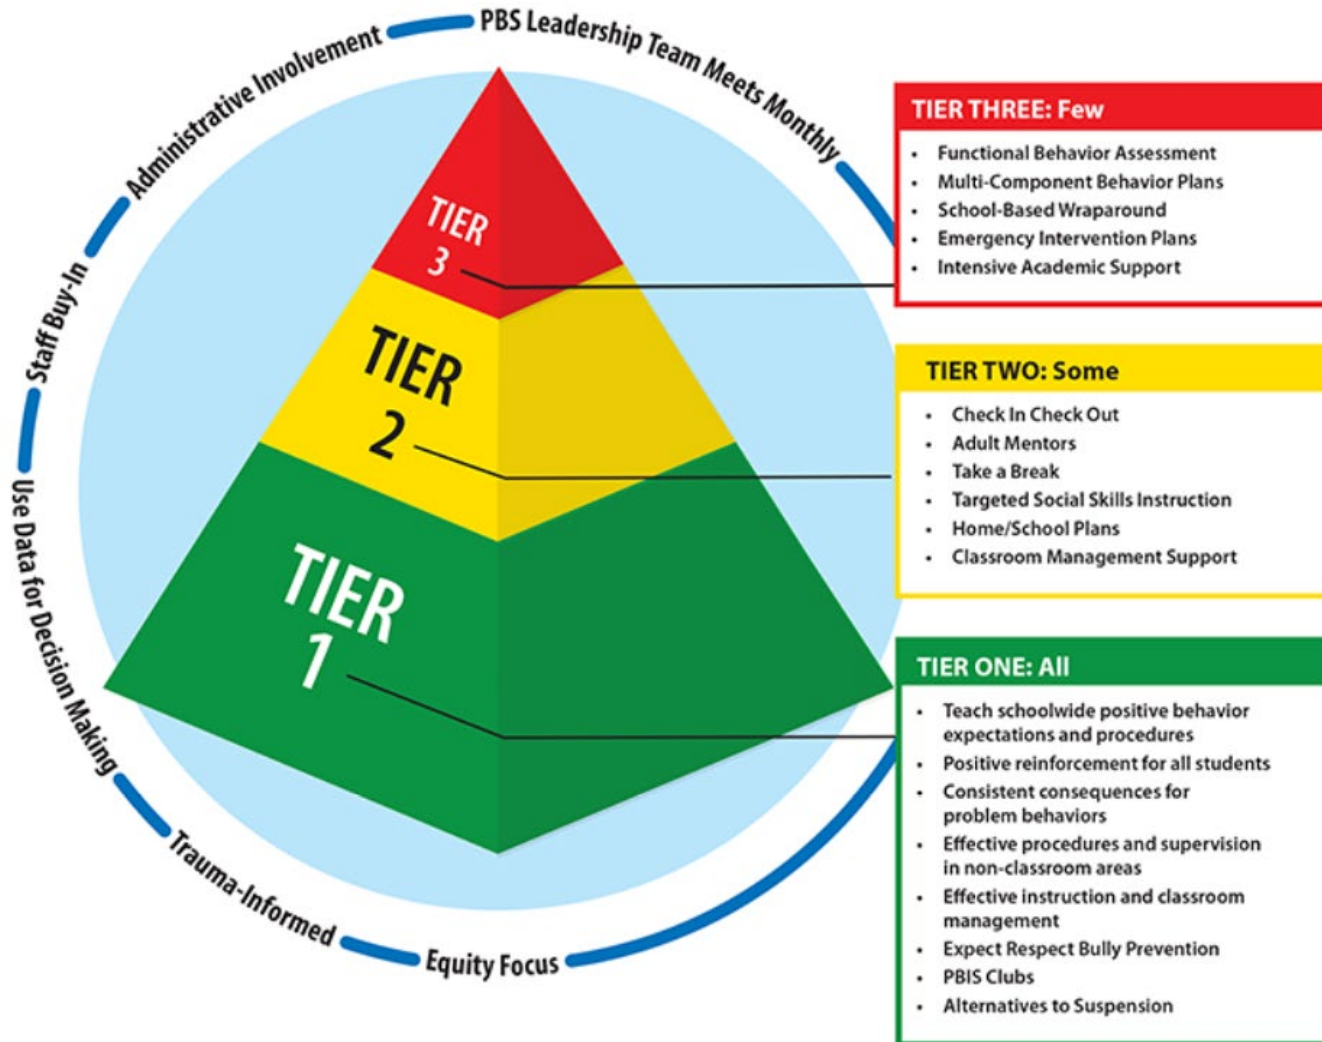 PBS Leadership Team Meets Monthly
Administrative Involvement
Staff Buy-In
Use Data for Decision Making
Trauma-Informed
Equity Focus
TIER
3
TIER
2
TIER
1
TIER THREE: Few
• Functional Behavior Assessment
• Multi-Component Behavior Plans
• School-Based Wraparound
• Emergency Intervention Plans
• Intensive Academic Support
TIER TWO: Some
• Check In Check Out
• Adult Mentors
• Take a Break
• Targeted Social Skills Instruction
• Home/School Plans
• Classroom Management Support
TIER ONE: All
• Teach schoolwide positive behavior
expectations and procedures
• Positive reinforcement for all students
• Consistent consequences for
problem behaviors
• Effective procedures and supervision
in non-classroom areas
• Effective instruction and classroom
management
• Expect Respect Bully Prevention
• PBIS Clubs
• Alternatives to Suspension